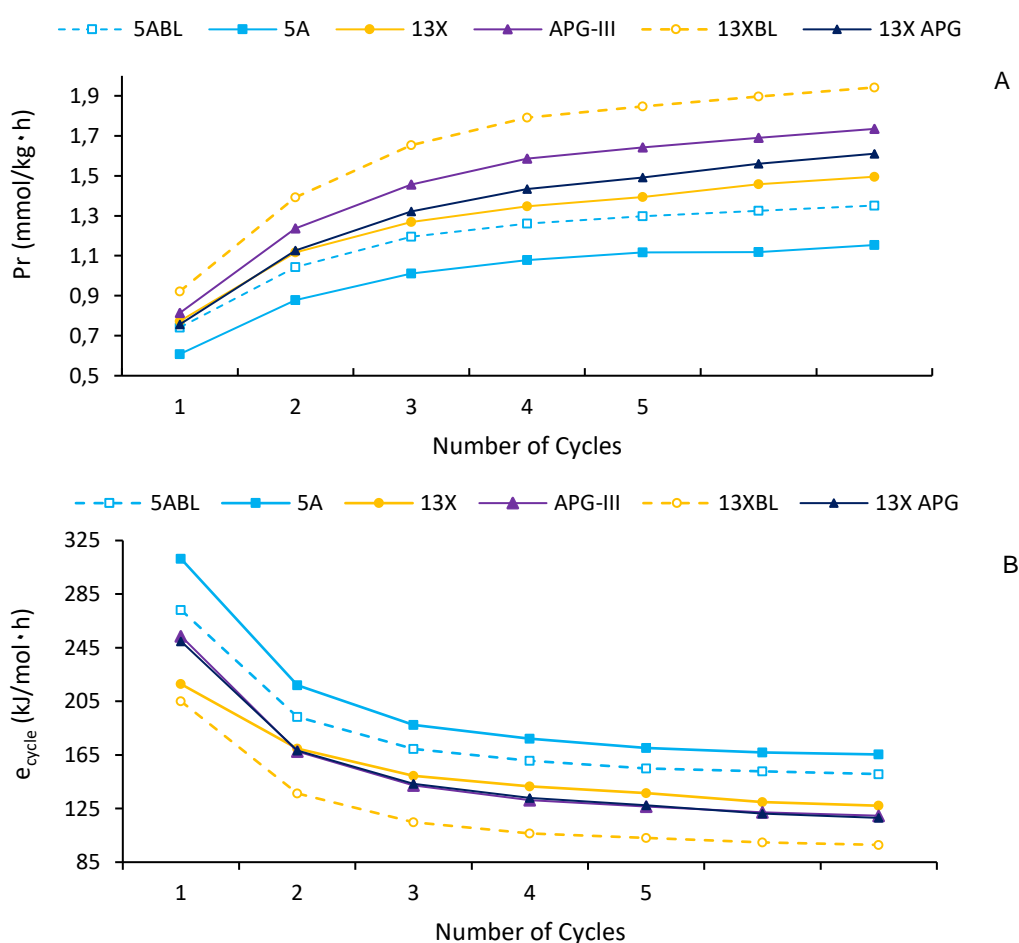 5ABL 5A 13X APG-III 13XBL 13X APG
A
1,9
1,7
1,5
1,3
1,1
0,9
0,7
0,5
Pr (mmol/kg·h)
1 2 3 4 5
Number of Cycles
5ABL 5A 13X APG-III 13XBL 13X APG
B
325
285
245
205
165
125
85
ecycle (kJ/mol·h)
1 2 3 4 5
Number of Cycles